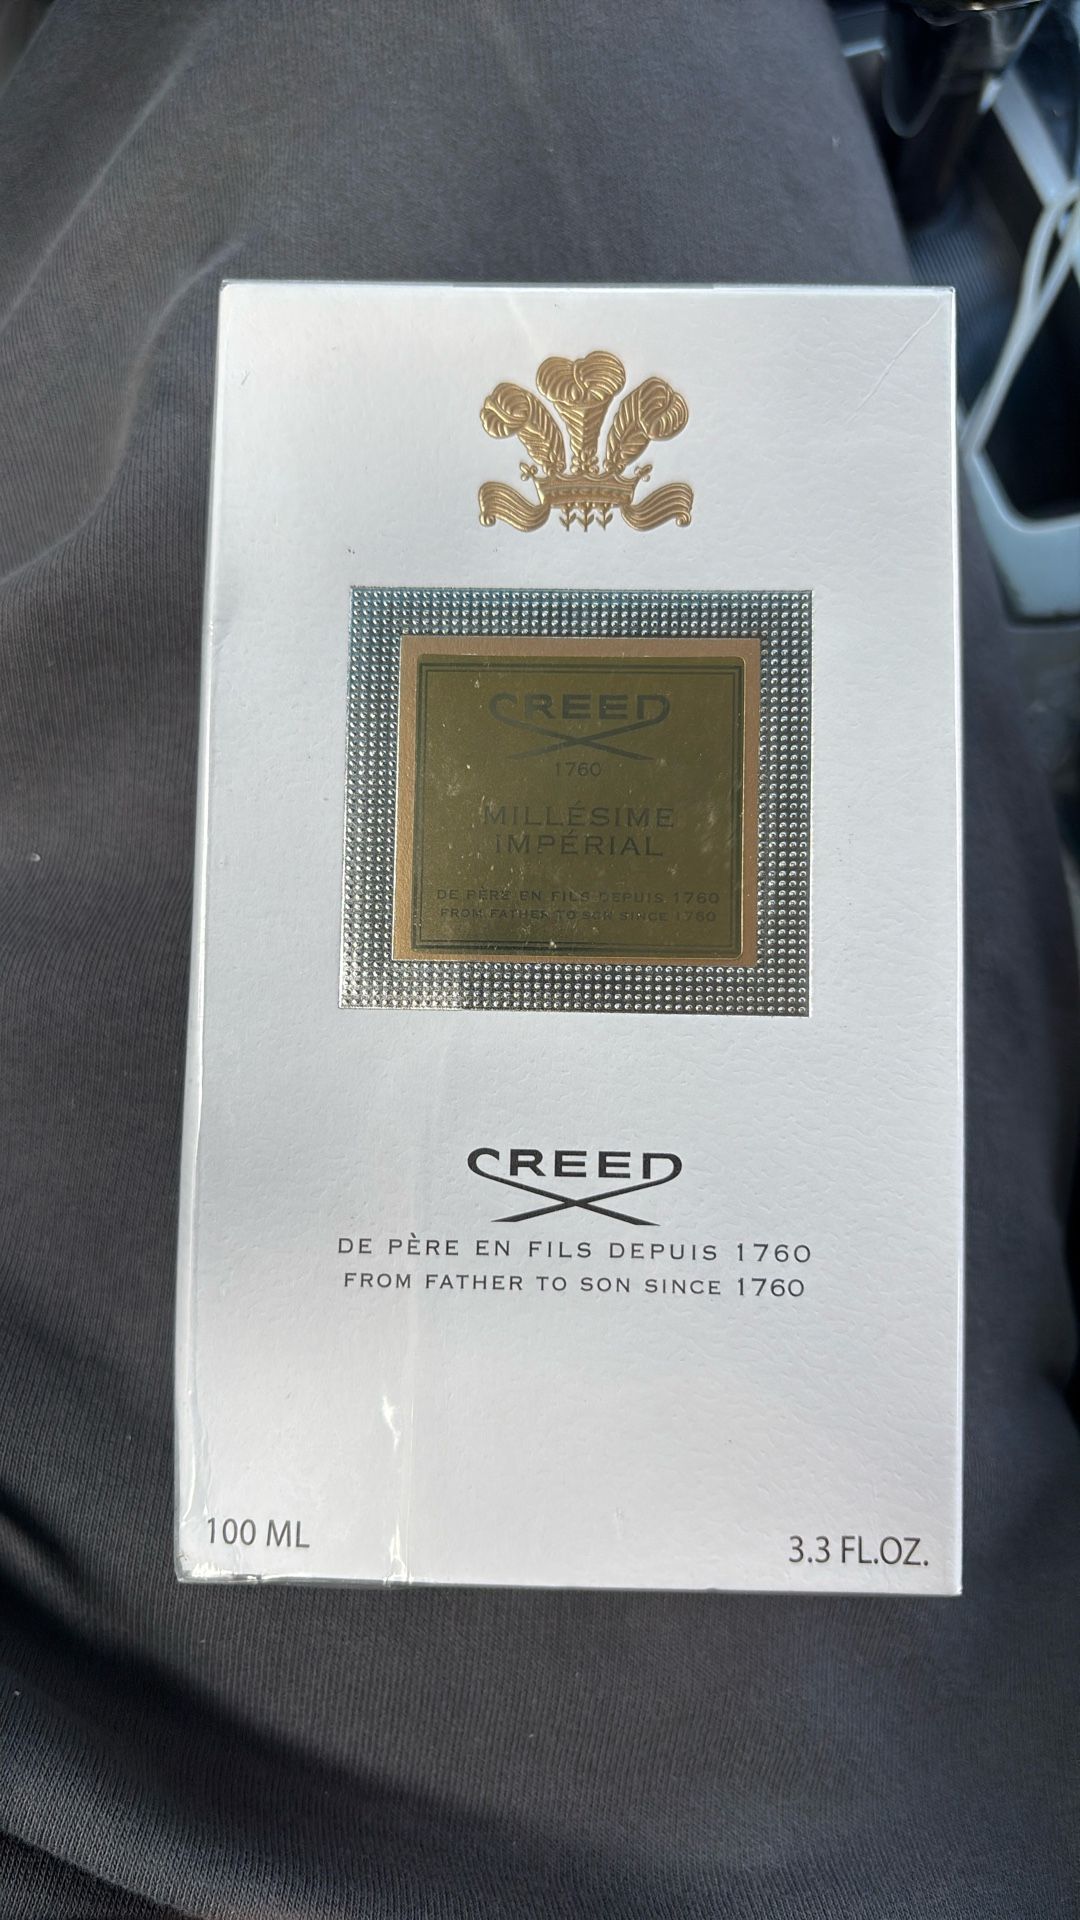 CREED
1760
MILLÉSIME
IMPÉRIAL
DE PÈRE EN FILS DEPUIS 1760
FROM FATHER TO SON SINCE 1760
CREED
DE PÈRE EN FILS DEPUIS 1760
FROM FATHER TO SON SINCE 1760
100 ML
3.3 FL.OZ.